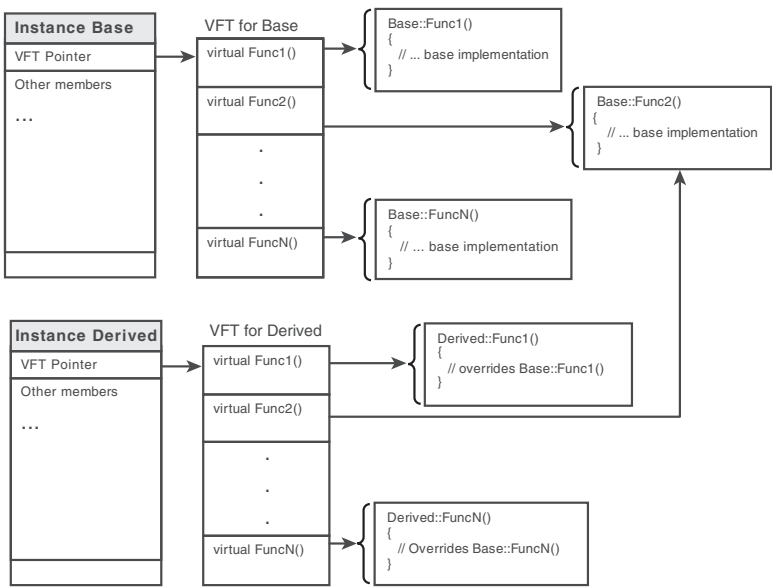 Instance Base
VFT Pointer
Other members
...
VFT for Base
virtual Func1()
virtual Func2()
.
.
.
virtual FuncN()
Base::Func1()
{
// ... base implementation
}
Base::Func2()
{
// ... base implementation
}
Base::FuncN()
{
// ... base implementation
}
Instance Derived
VFT Pointer
Other members
...
VFT for Derived
virtual Func1()
virtual Func2()
.
.
.
virtual FuncN()
Derived::Func1()
{
// overrides Base::Func1()
}
Derived::FuncN()
{
// Overrides Base::FuncN()
}